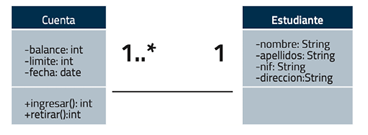 Cuenta
-balance: int
-limite: int
-fecha: date
+ingresar(): int
+retirar():int
1..*
1
Estudiante
-nombre: String
-apellidos: String
-nif: String
-direccion:String